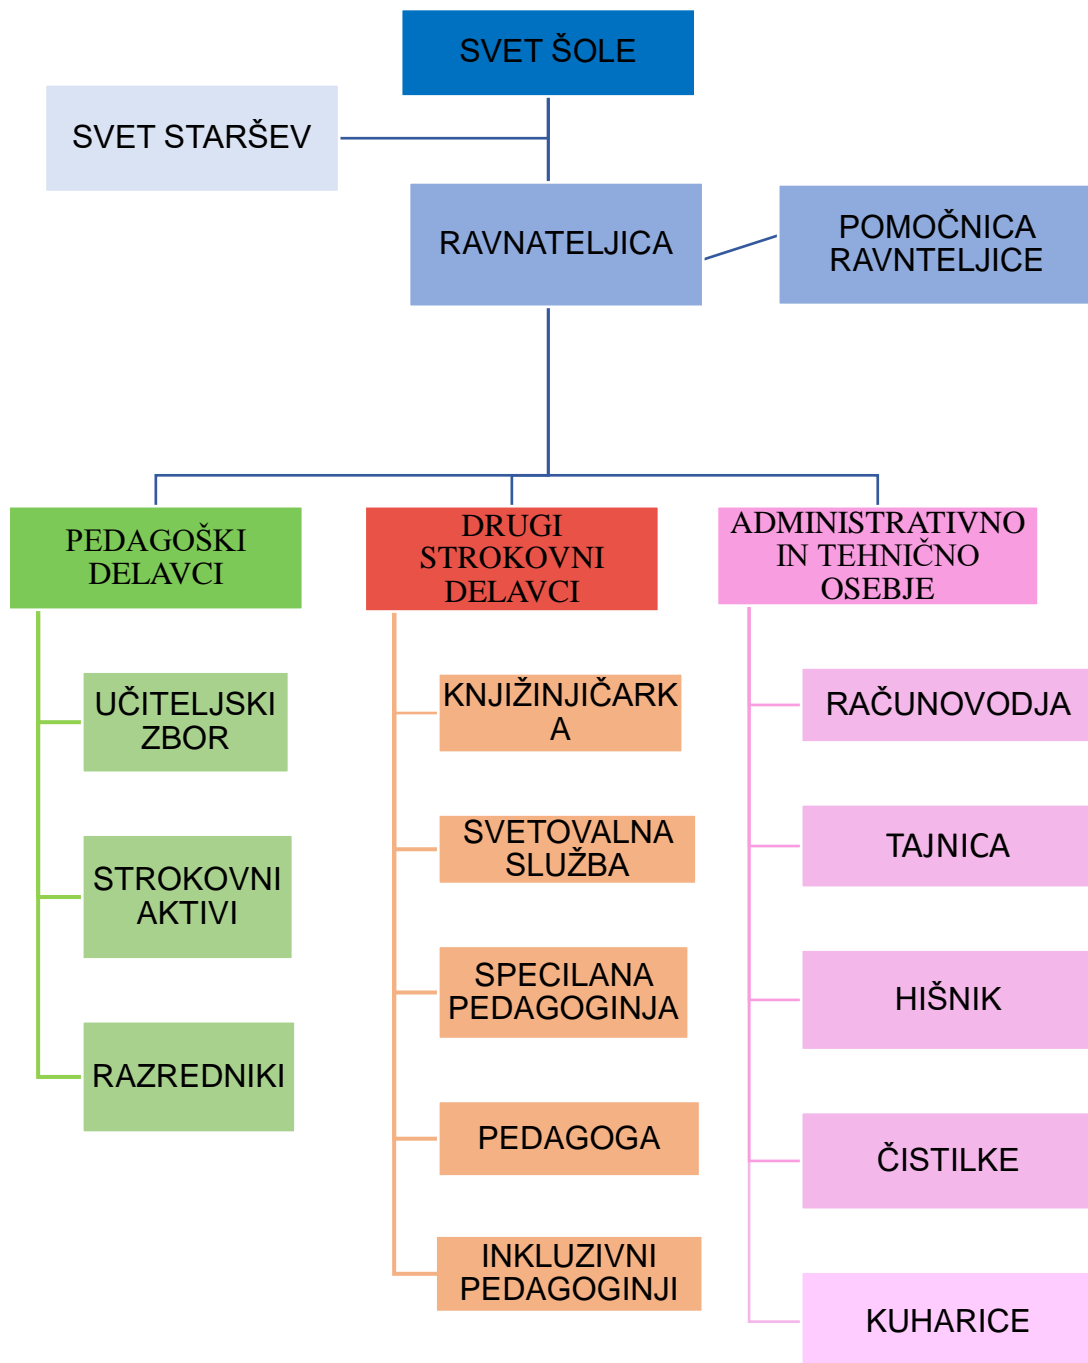 SVET ŠOLE
SVET STARŠEV
RAVNATELJICA
POMOČNICA
RAVNTELJICE
PEDAGOŠKI
DELAVCI
UČITELJSKI
ZBOR
STROKOVNI
AKTIVI
RAZREDNIKI
DRUGI
STROKOVNI
DELAVCI
KNJIŽINJIČARK
A
SVETOVALNA
SLUŽBA
SPECILANA
PEDAGOGINJA
PEDAGOGA
INKLUZIVNI
PEDAGOGINJI
ADMINISTRATIVNO
IN TEHNIČNO
OSEBJE
RAČUNOVODJA
TAJNICA
HIŠNIK
ČISTILKE
KUHARICE